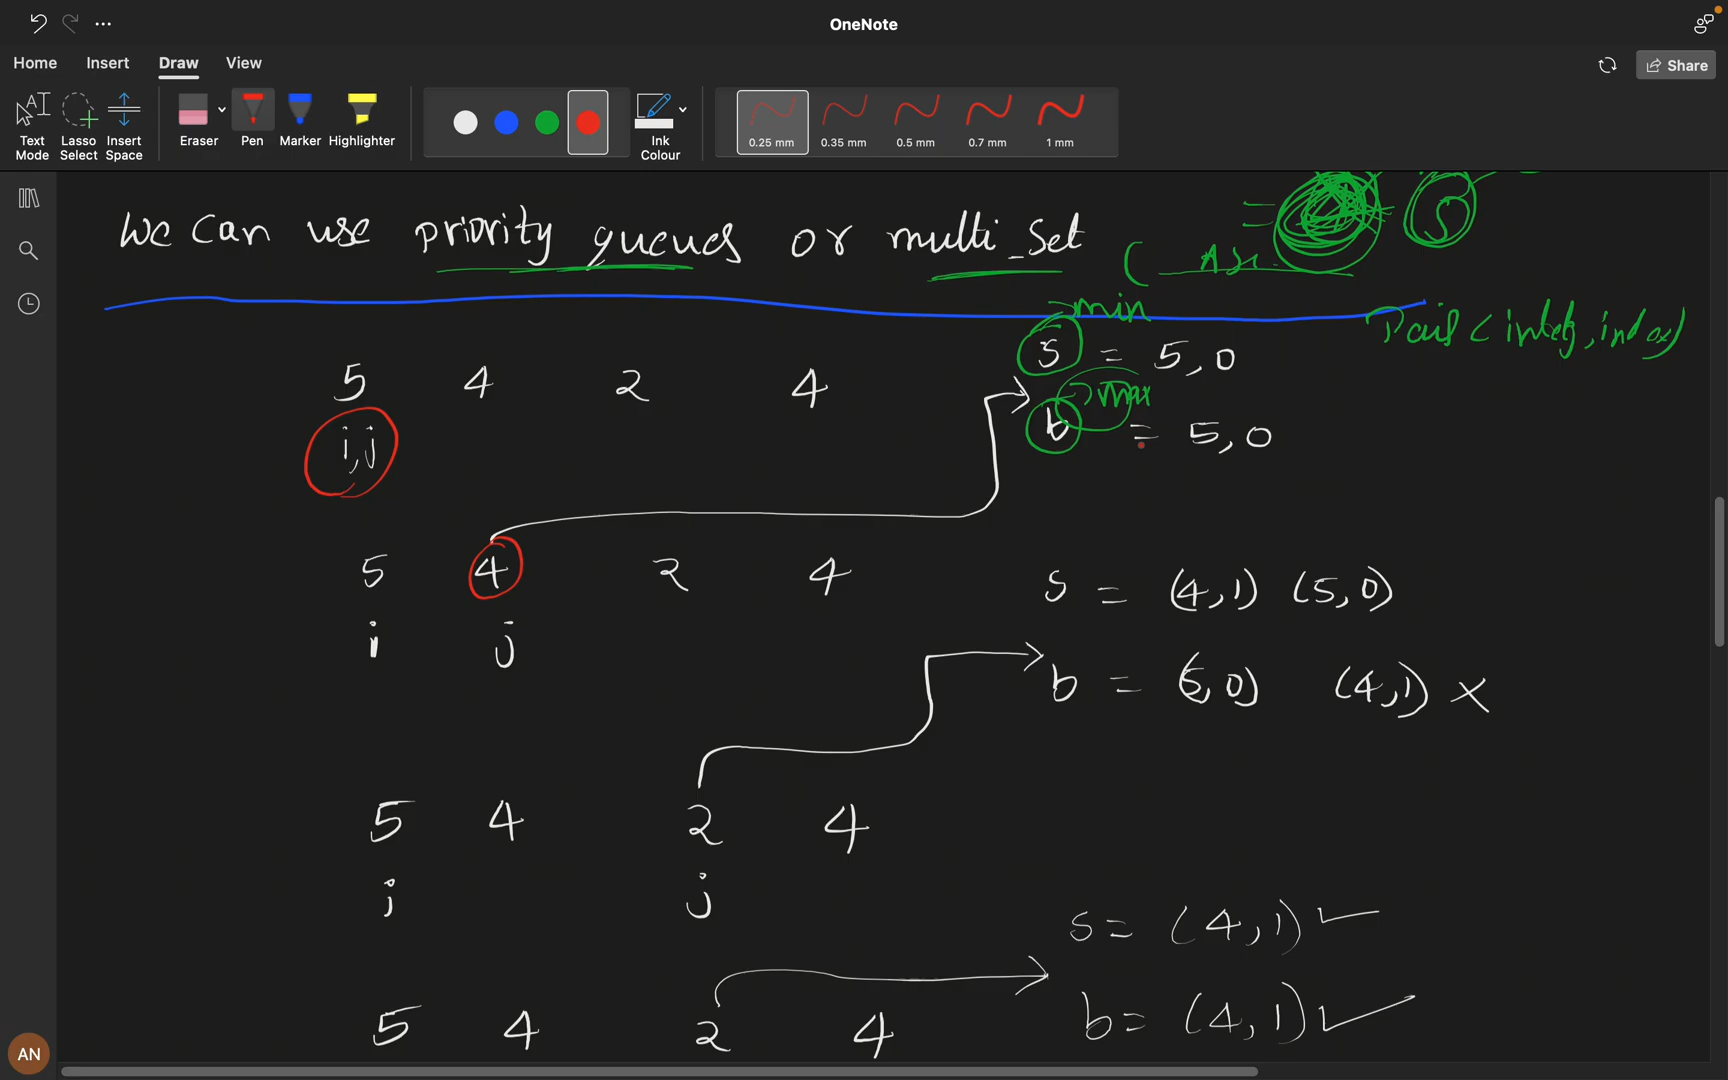 OneNote
Home Insert Draw View
Share
Text Mode
Lasso Select
Insert Space
Eraser
Pen
Marker
Highlighter
Ink Colour
0.25 mm 0.35 mm 0.5 mm 0.7 mm 1 mm
We can use priority queues or multi_set
min
s = 5,0
5 4 2 4
max
b = 5,0
i,j
5 4 2 4
s = (4,1) (5,0)
i j
b = (5,0) (4,1) x
5 4 2 4
i j
s = (4,1)
b = (4,1)
5 4 2 4
AN